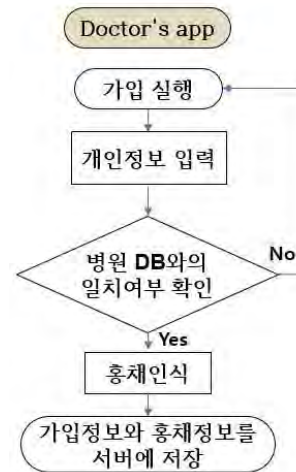 Doctor's app
가입 실행
개인정보 입력
병원 DB와의
일치여부 확인
No
Yes
홍채인식
가입정보와 홍채정보를
서버에 저장